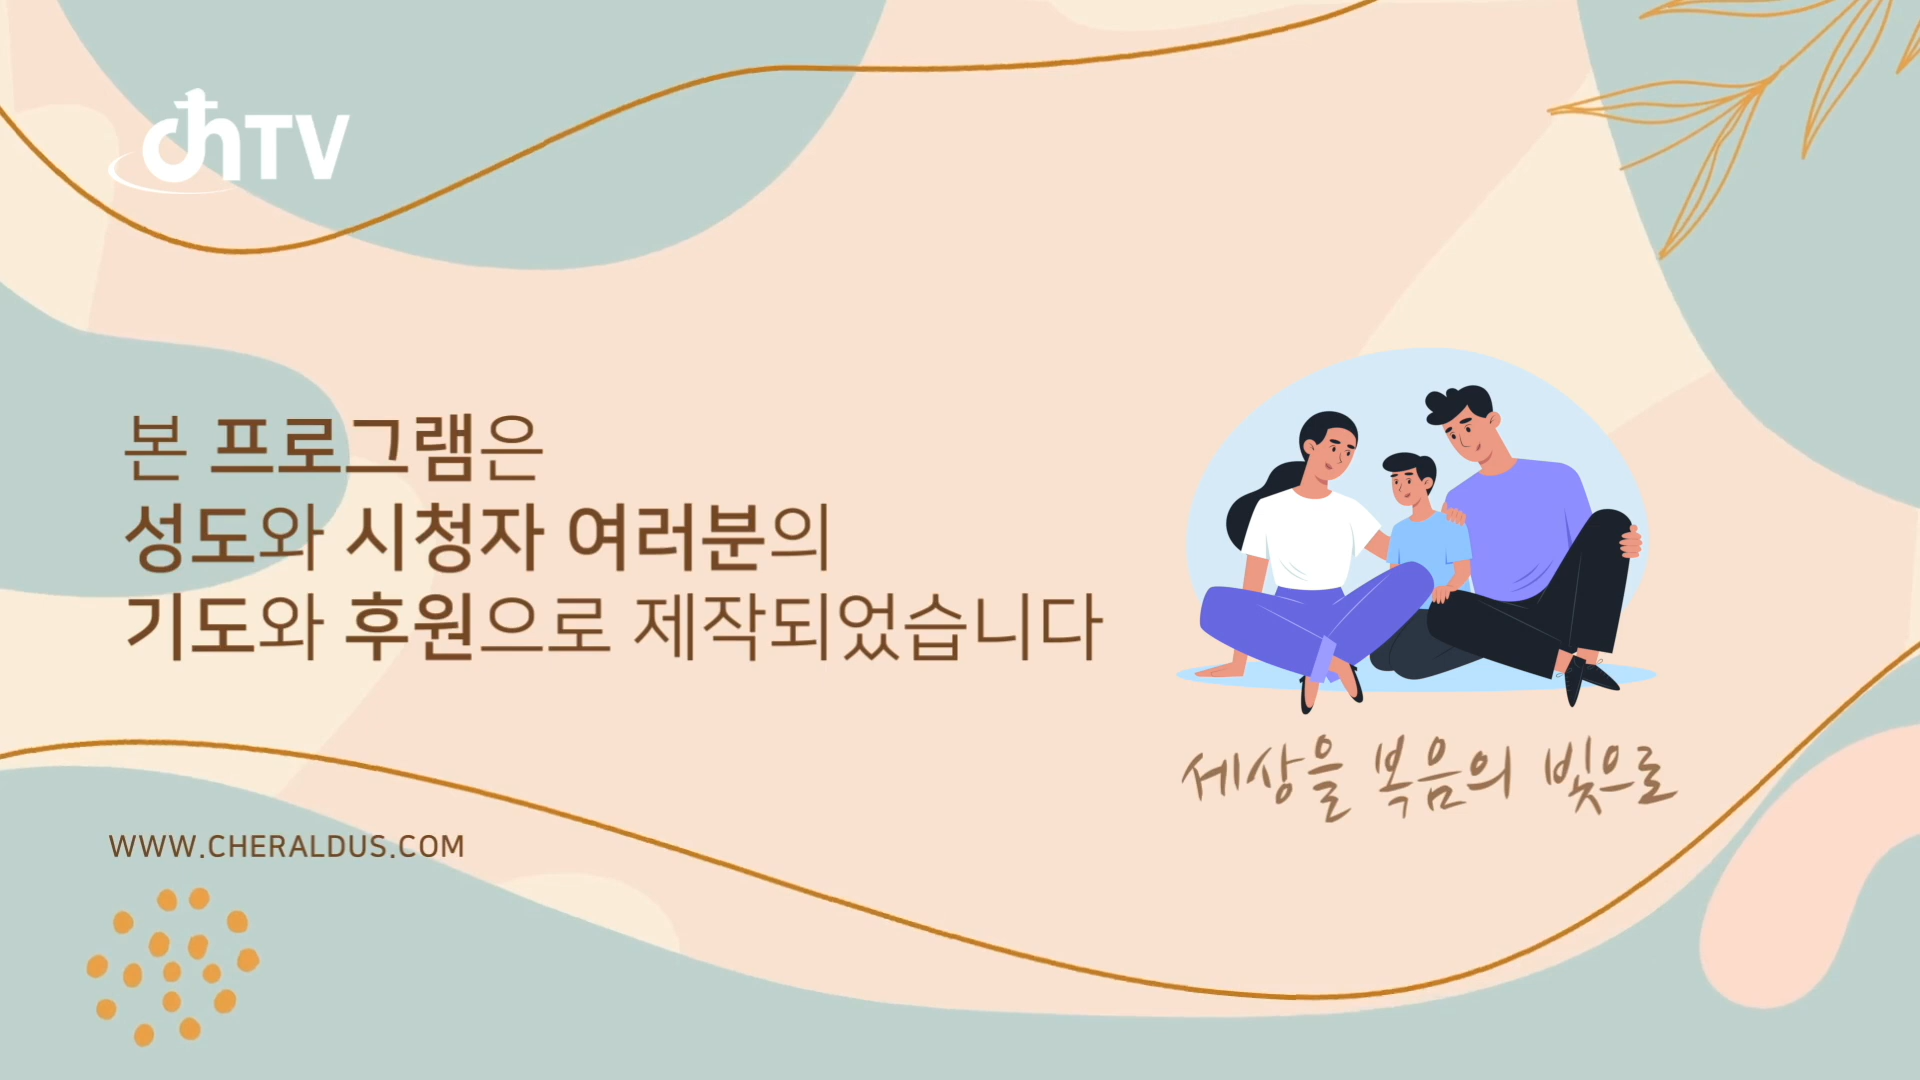 chTV
본 프로그램은
성도와 시청자 여러분의
기도와 후원으로 제작되었습니다
세상을 복음의 빛으로
WWW.CHERALDUS.COM